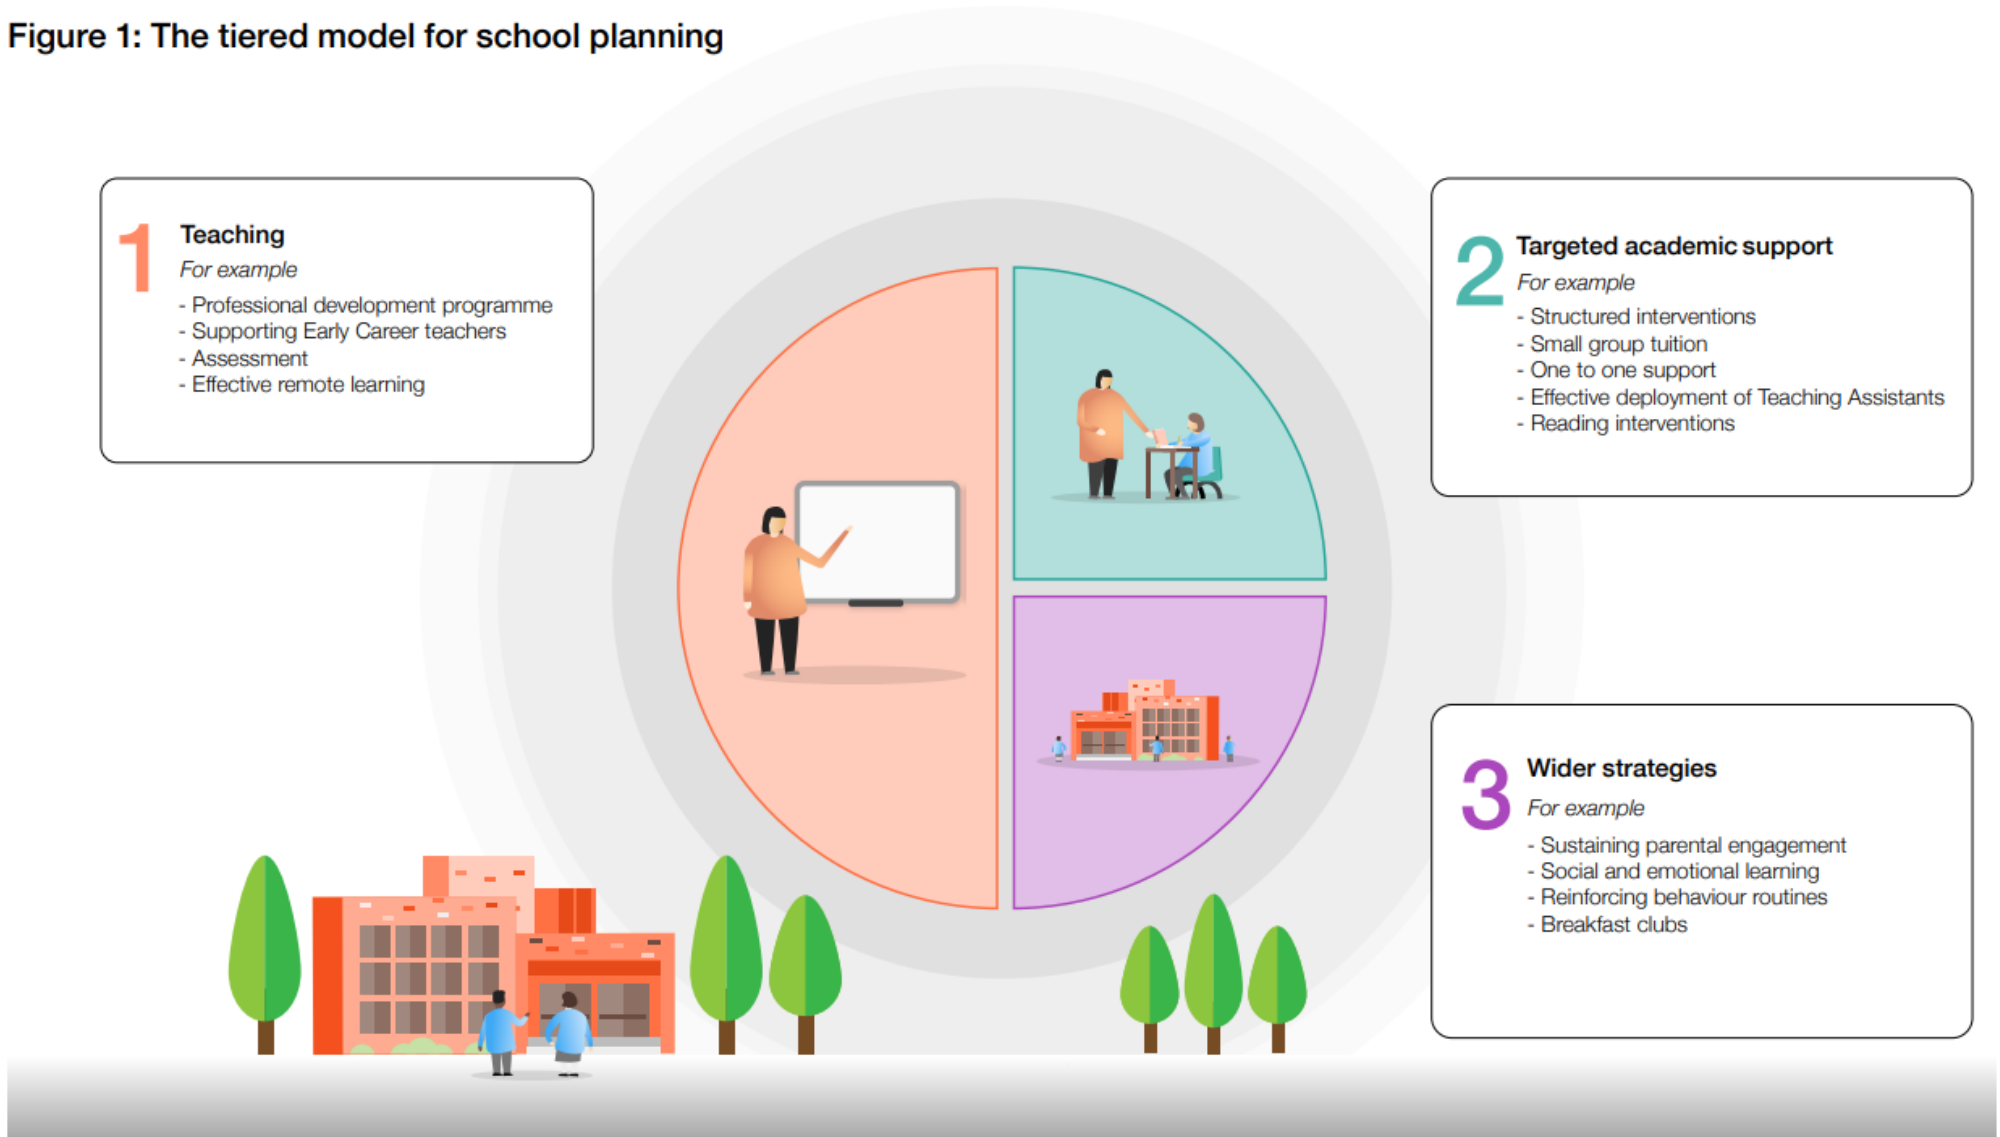 Figure 1: The tiered model for school planning
1
Teaching
For example
- Professional development programme
- Supporting Early Career teachers
- Assessment
- Effective remote learning
2
Targeted academic support
For example
- Structured interventions
- Small group tuition
- One to one support
- Effective deployment of Teaching Assistants
- Reading interventions
3
Wider strategies
For example
- Sustaining parental engagement
- Social and emotional learning
- Reinforcing behaviour routines
- Breakfast clubs